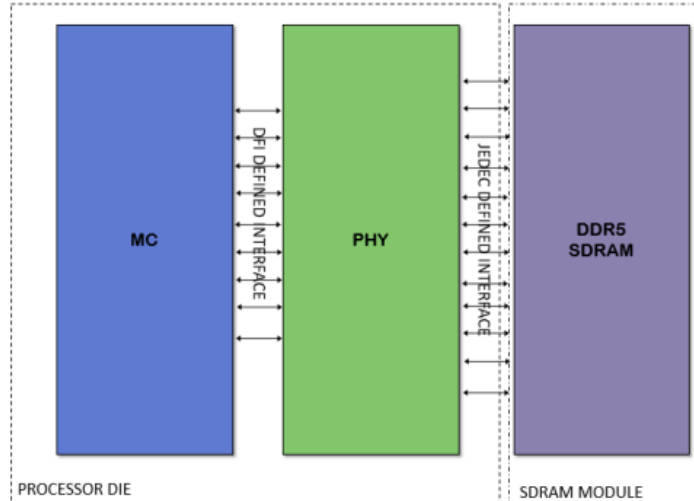 MC
DFI DEFINED INTERFACE
PHY
JEDEC DEFINED INTERFACE
DDR5
SDRAM
PROCESSOR DIE
SDRAM MODULE